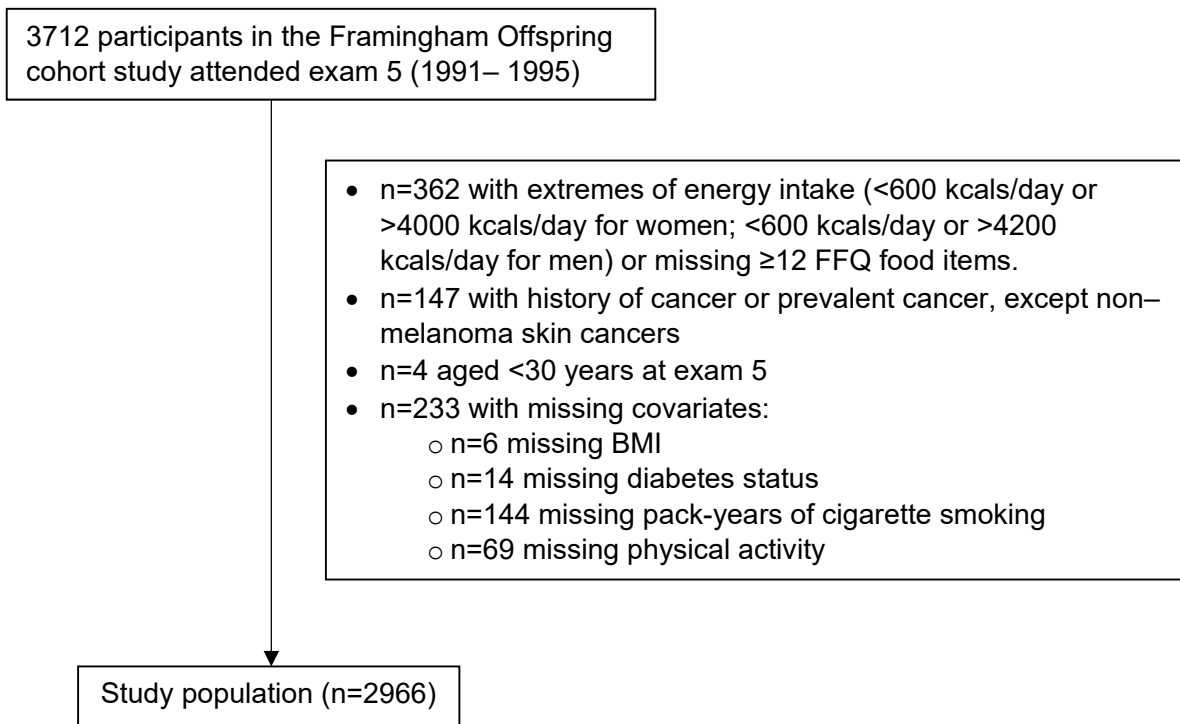 3712 participants in the Framingham Offspring
cohort study attended exam 5 (1991– 1995)
• n=362 with extremes of energy intake (<600 kcals/day or
>4000 kcals/day for women; <600 kcals/day or >4200
kcals/day for men) or missing ≥12 FFQ food items.
• n=147 with history of cancer or prevalent cancer, except non–
melanoma skin cancers
• n=4 aged <30 years at exam 5
• n=233 with missing covariates:
o n=6 missing BMI
o n=14 missing diabetes status
o n=144 missing pack-years of cigarette smoking
o n=69 missing physical activity
Study population (n=2966)